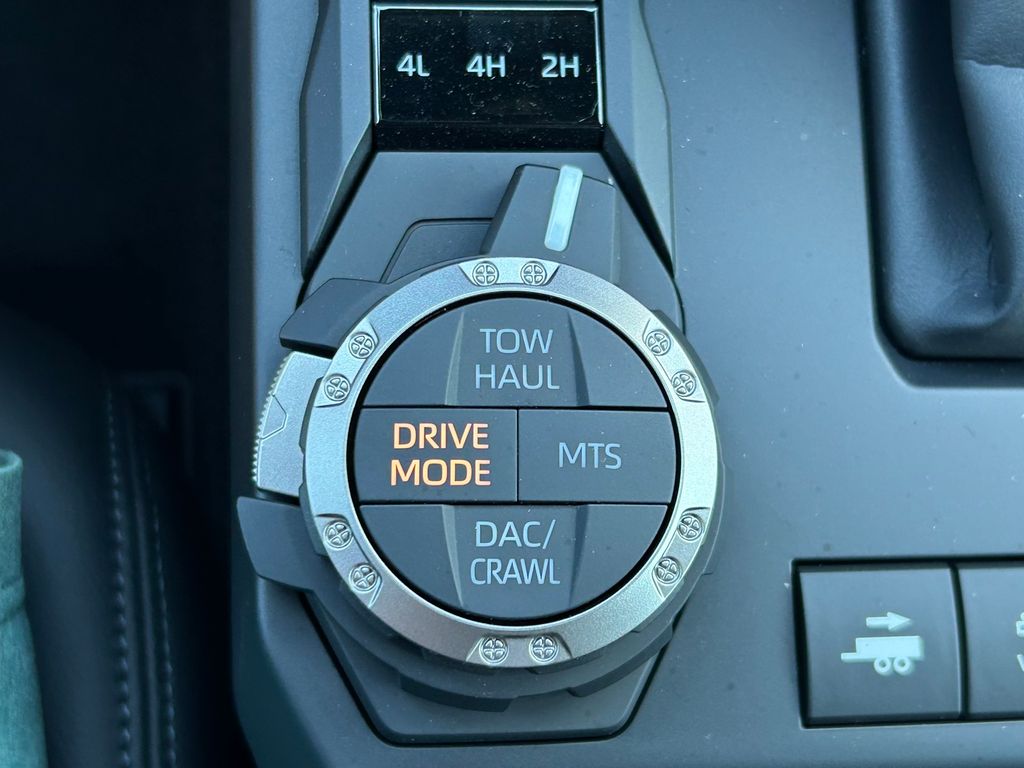 4L 4H 2H
TOW
HAUL
DRIVE
MODE
MTS
DAC/
CRAWL